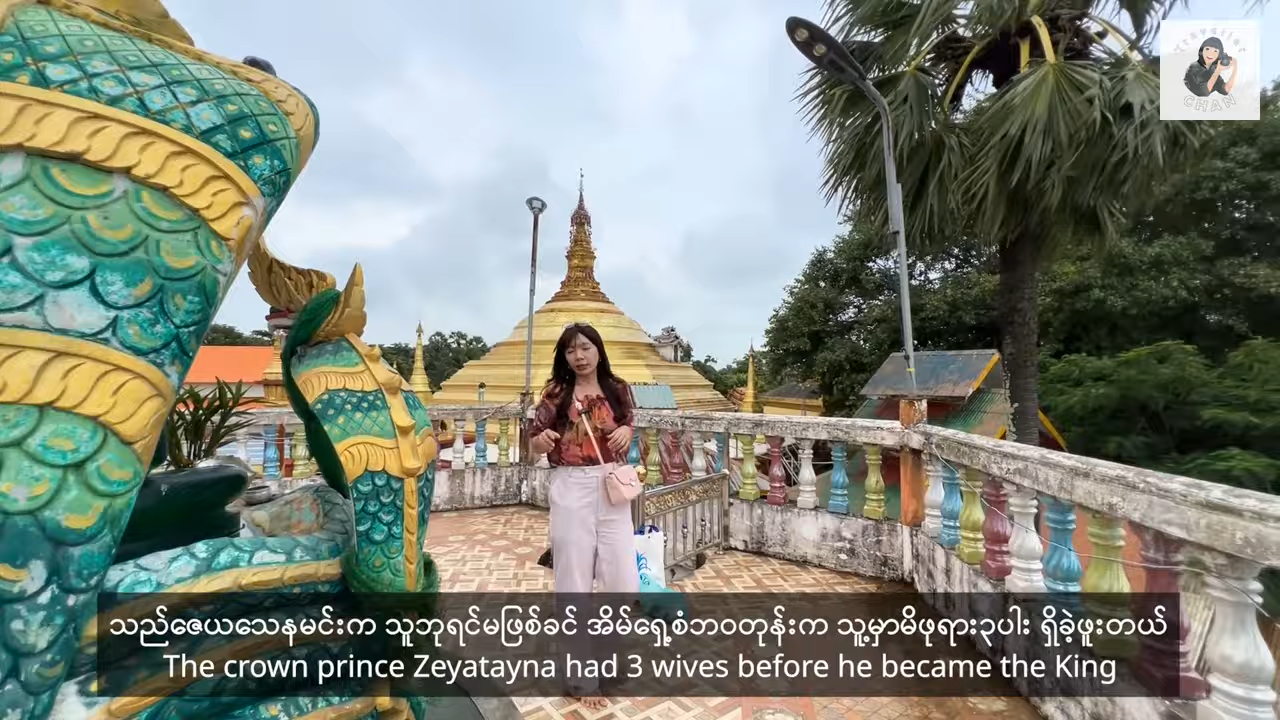 traveller
CHAN
သည်ဇေယသေနမင်းက သူဘုရင်မဖြစ်ခင် အိမ်ရှေ့စံဘဝတုန်းက သူ့မှာမိဖုရား၃ပါး ရှိခဲ့ဖူးတယ်
The crown prince Zeyatayna had 3 wives before he became the King